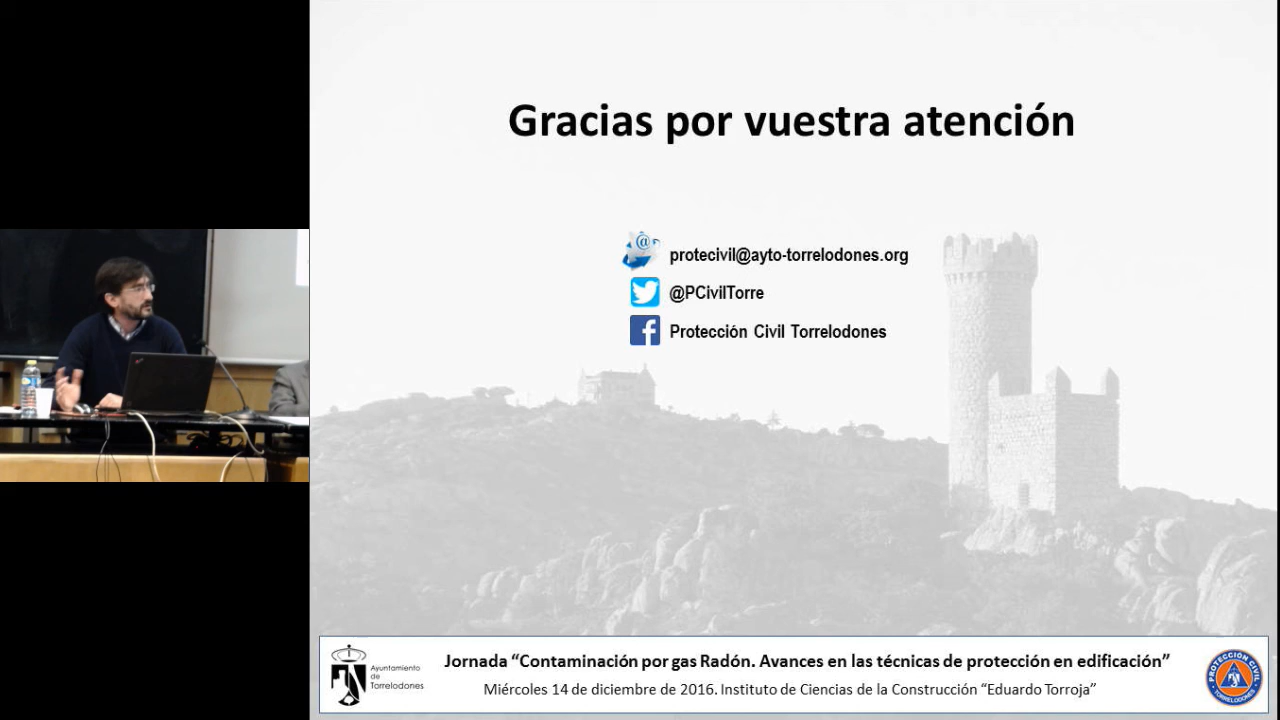 Gracias por vuestra atención
protecivil@ayto-torrelodones.org
@PCivilTorre
Protección Civil Torrelodones
Ayuntamiento
de
Torrelodones
Jornada “Contaminación por gas Radón. Avances en las técnicas de protección en edificación”
Miércoles 14 de diciembre de 2016. Instituto de Ciencias de la Construcción “Eduardo Torroja”
PROTECCIÓN CIVIL
TORRELODONES